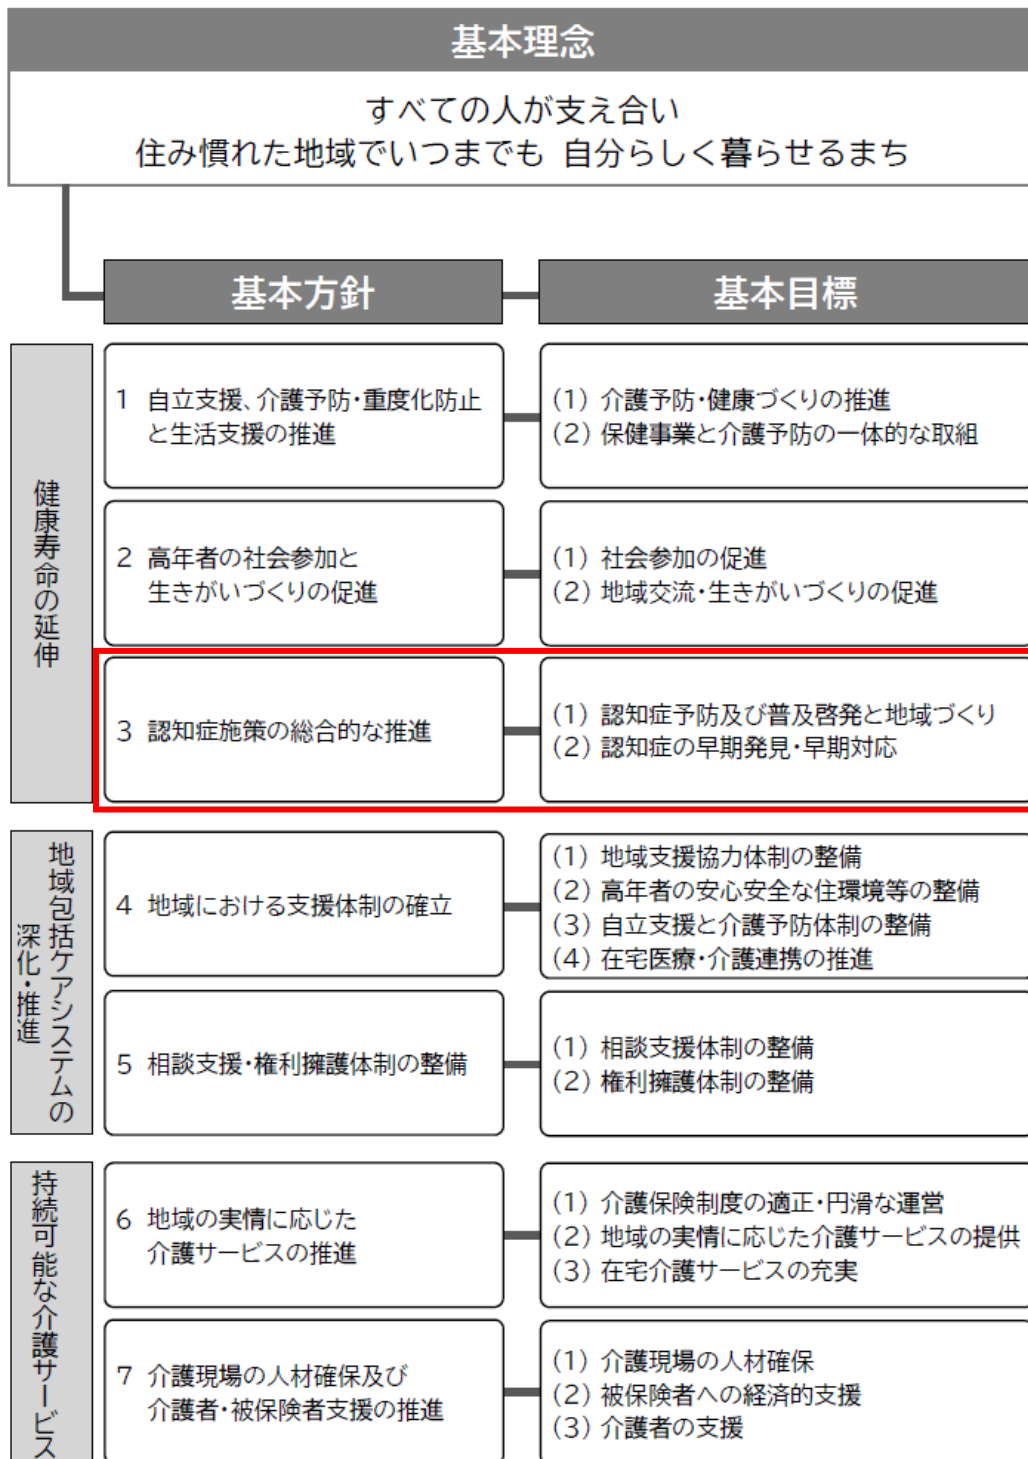 基本理念
すべての人が支え合い
住み慣れた地域でいつまでも 自分らしく暮らせるまち
基本方針
基本目標
健康寿命の延伸
1 自立支援、介護予防・重度化防止
と生活支援の推進
(1) 介護予防・健康づくりの推進
(2) 保健事業と介護予防の一体的な取組
2 高年者の社会参加と
生きがいづくりの促進
(1) 社会参加の促進
(2) 地域交流・生きがいづくりの促進
3 認知症施策の総合的な推進
(1) 認知症予防及び普及啓発と地域づくり
(2) 認知症の早期発見・早期対応
地域包括ケアシステムの
深化・推進
4 地域における支援体制の確立
(1) 地域支援協力体制の整備
(2) 高年者の安心安全な住環境等の整備
(3) 自立支援と介護予防体制の整備
(4) 在宅医療・介護連携の推進
5 相談支援・権利擁護体制の整備
(1) 相談支援体制の整備
(2) 権利擁護体制の整備
持続可能な介護サービス
6 地域の実情に応じた
介護サービスの推進
(1) 介護保険制度の適正・円滑な運営
(2) 地域の実情に応じた介護サービスの提供
(3) 在宅介護サービスの充実
7 介護現場の人材確保及び
介護者・被保険者支援の推進
(1) 介護現場の人材確保
(2) 被保険者への経済的支援
(3) 介護者の支援